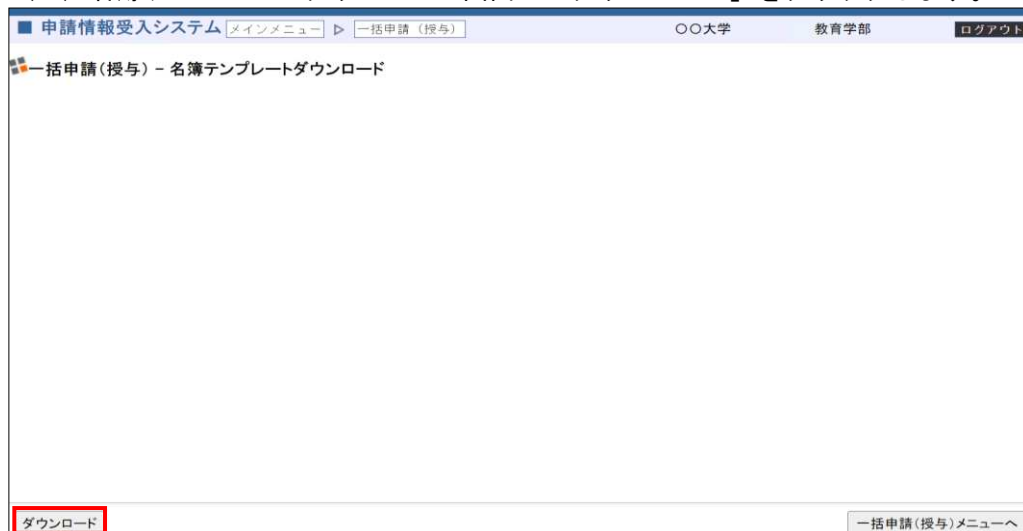 ■ 申請情報受入システム メインメニュー ▷ 一括申請（授与） ○○大学 教育学部 ログアウト
一括申請（授与）－名簿テンプレートダウンロード
ダウンロード 一括申請（授与）メニューへ